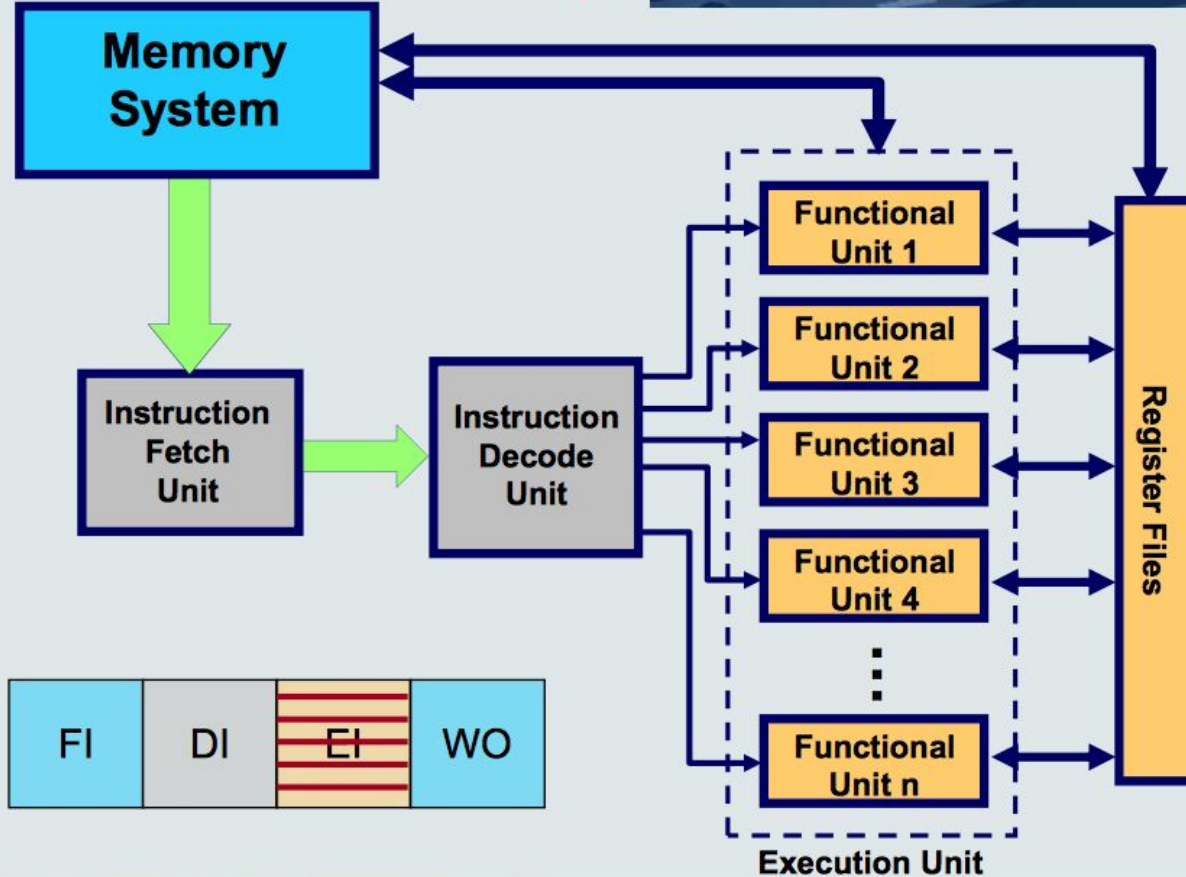 Memory
System
Functional
Unit 1
Functional
Unit 2
Instruction
Fetch
Unit
Instruction
Decode
Unit
Functional
Unit 3
Functional
Unit 4
Functional
Unit n
Execution Unit
Register Files
FI DI EI WO